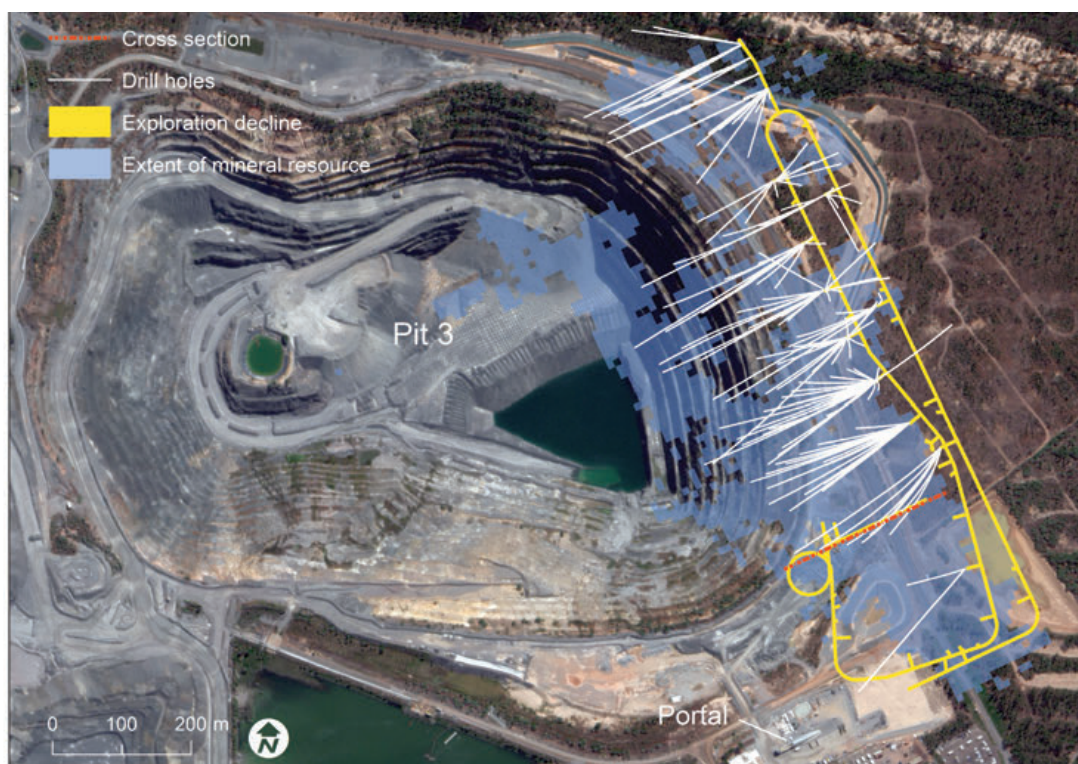 Cross section
Drill holes
Exploration decline
Extent of mineral resource
Pit 3
Portal
0 100 200 m
N